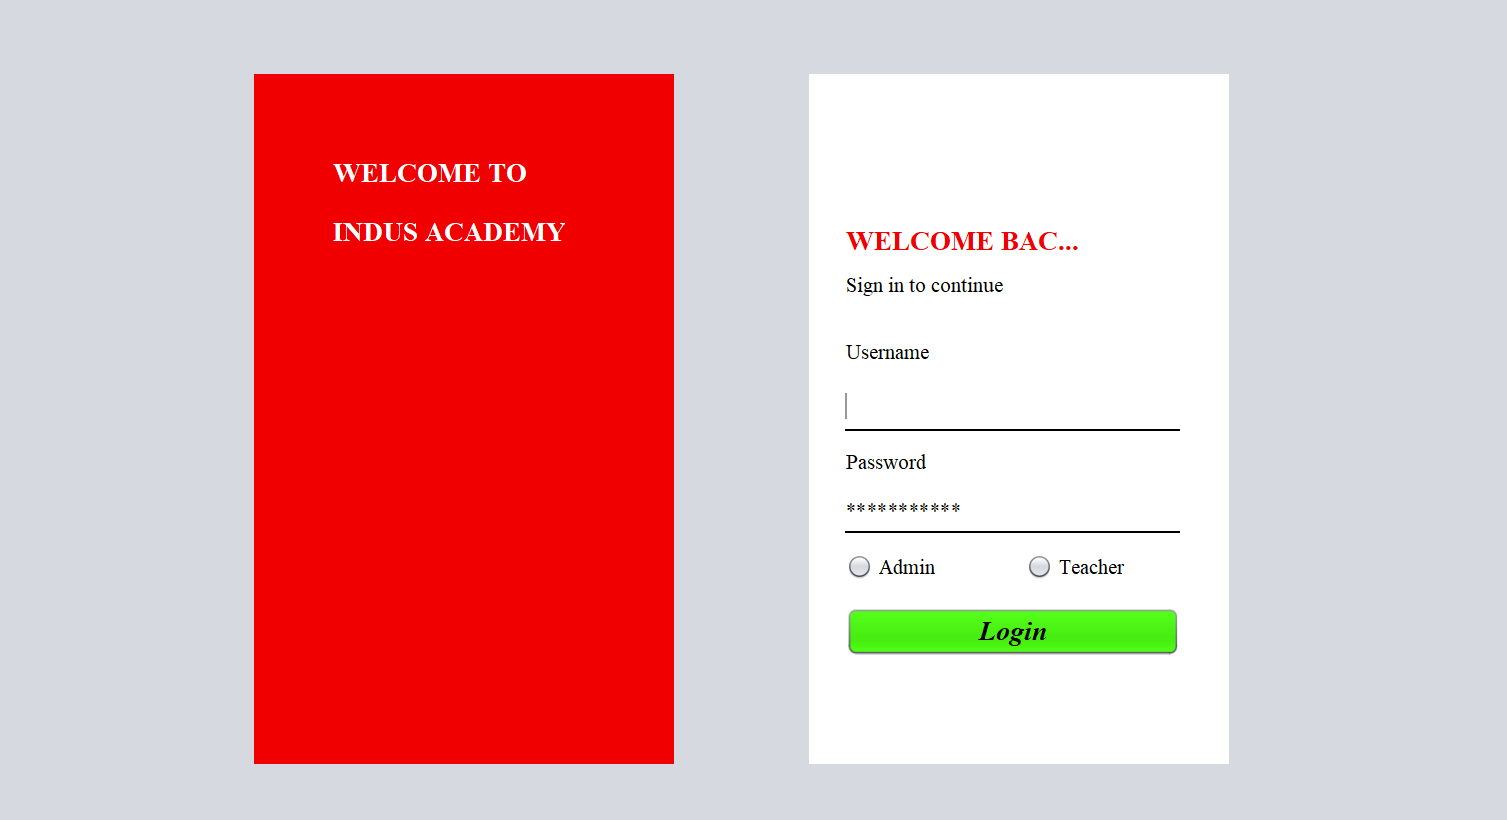 WELCOME TO
INDUS ACADEMY
WELCOME BAC...
Sign in to continue
Username
Password
***********
Admin
Teacher
Login